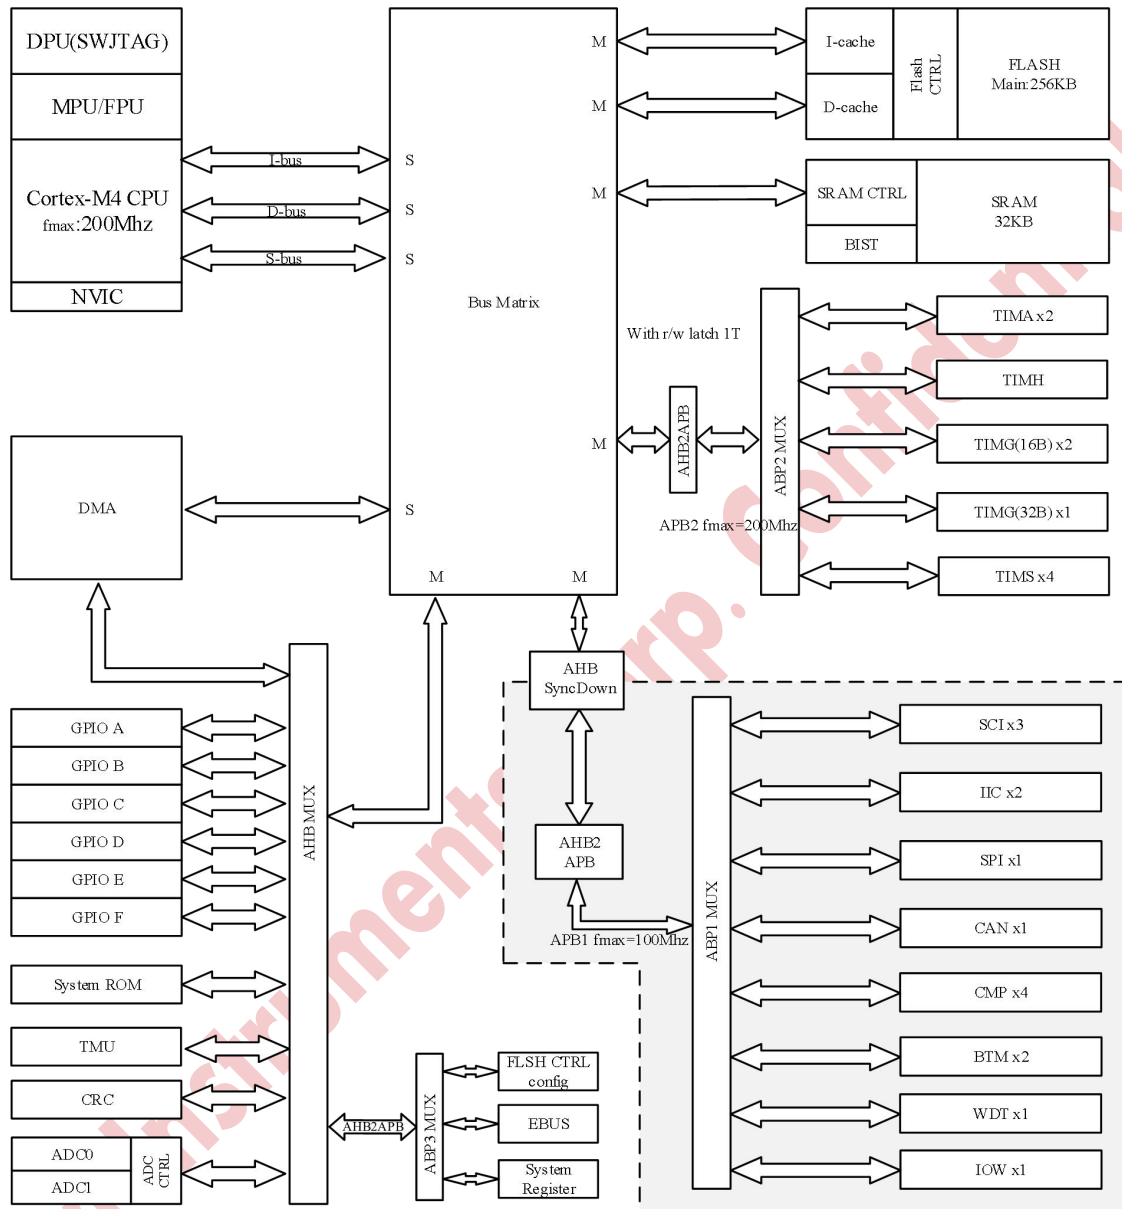 DPU(SWJTAG)
MPU/FPU
Cortex-M4 CPU
fmax:200Mhz
NVIC
I-bus
D-bus
S-bus
S
S
S
Bus Matrix
M
M
M
M
S
M
M
I-cache
D-cache
Flash
CTRL
FLASH
Main:256KB
SRAM CTRL
BIST
SRAM
32KB
With r/w latch 1T
AHB2APB
ABP2 MUX
APB2 fmax=200Mhz
TIMA x2
TIMH
TIMG(16B) x2
TIMG(32B) x1
TIMS x4
DMA
AHB MUX
GPIO A
GPIO B
GPIO C
GPIO D
GPIO E
GPIO F
System ROM
TMU
CRC
ADC0
ADC1
ADC
CTRL
AHB2APB
ABP3 MUX
FLSH CTRL
config
EBUS
System
Register
AHB
SyncDown
AHB2
APB
APB1 fmax=100Mhz
ABP1 MUX
SCI x3
IIC x2
SPI x1
CAN x1
CMP x4
BTM x2
WDT x1
IOW x1